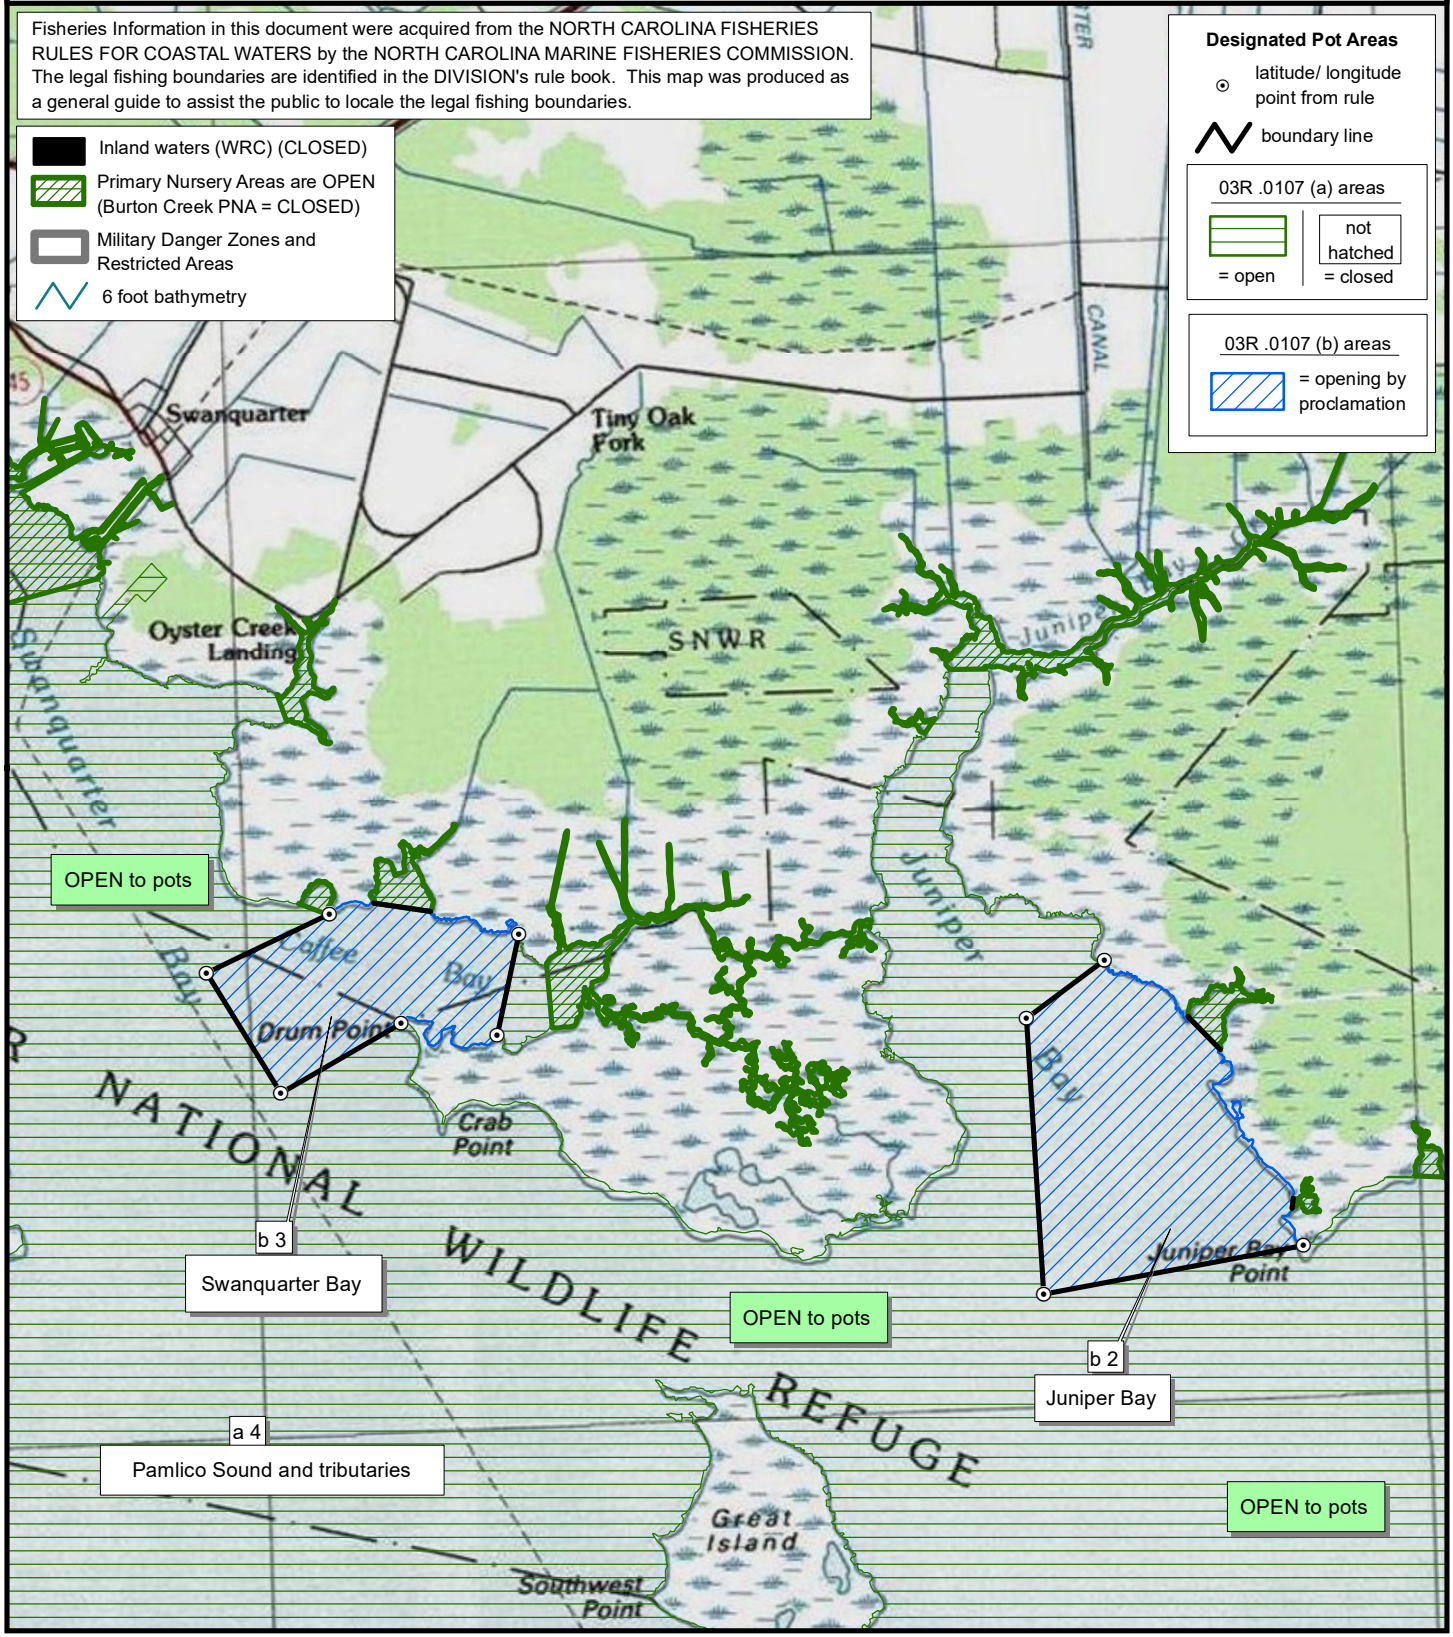 Fisheries Information in this document were acquired from the NORTH CAROLINA FISHERIES
RULES FOR COASTAL WATERS by the NORTH CAROLINA MARINE FISHERIES COMMISSION.
The legal fishing boundaries are identified in the DIVISION's rule book. This map was produced as
a general guide to assist the public to locale the legal fishing boundaries.
Inland waters (WRC) (CLOSED)
Primary Nursery Areas are OPEN
(Burton Creek PNA = CLOSED)
Military Danger Zones and
Restricted Areas
6 foot bathymetry
Designated Pot Areas
latitude/ longitude
point from rule
boundary line
03R .0107 (a) areas
not
hatched
= open
= closed
03R .0107 (b) areas
= opening by
proclamation
CANAL
45
Swanquarter
Tiny Oak
Fork
Oyster Creek
Landing
SNWR
Juniper Bay
Swanquarter
Bay
OPEN to pots
Coffee
Bay
Drum Point
Juniper
Bay
Crab
Point
NATIONAL
WILDLIFE
REFUGE
b 3
Swanquarter Bay
Juniper Bay
Point
OPEN to pots
b 2
Juniper Bay
a 4
Pamlico Sound and tributaries
OPEN to pots
Great
Island
Southwest
Point